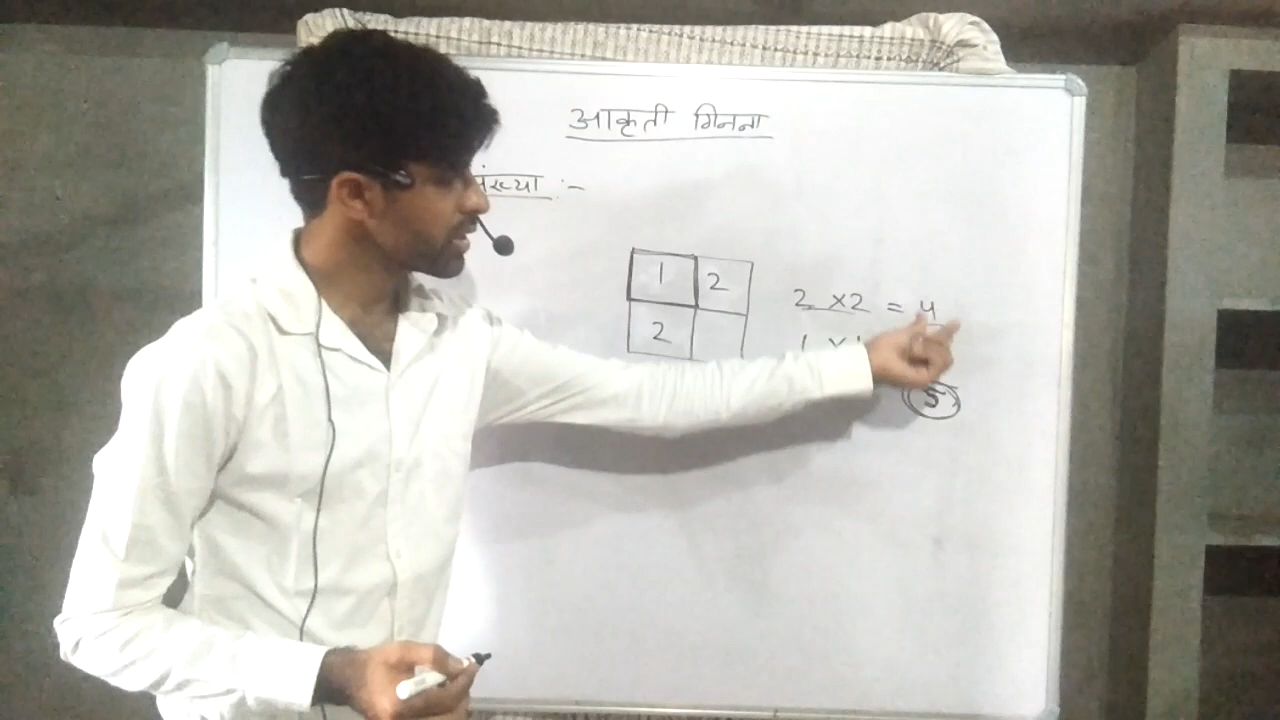 आकृती गिनना
संख्या :-
1 2
2
2 × 2 = 4
1 × 1
5